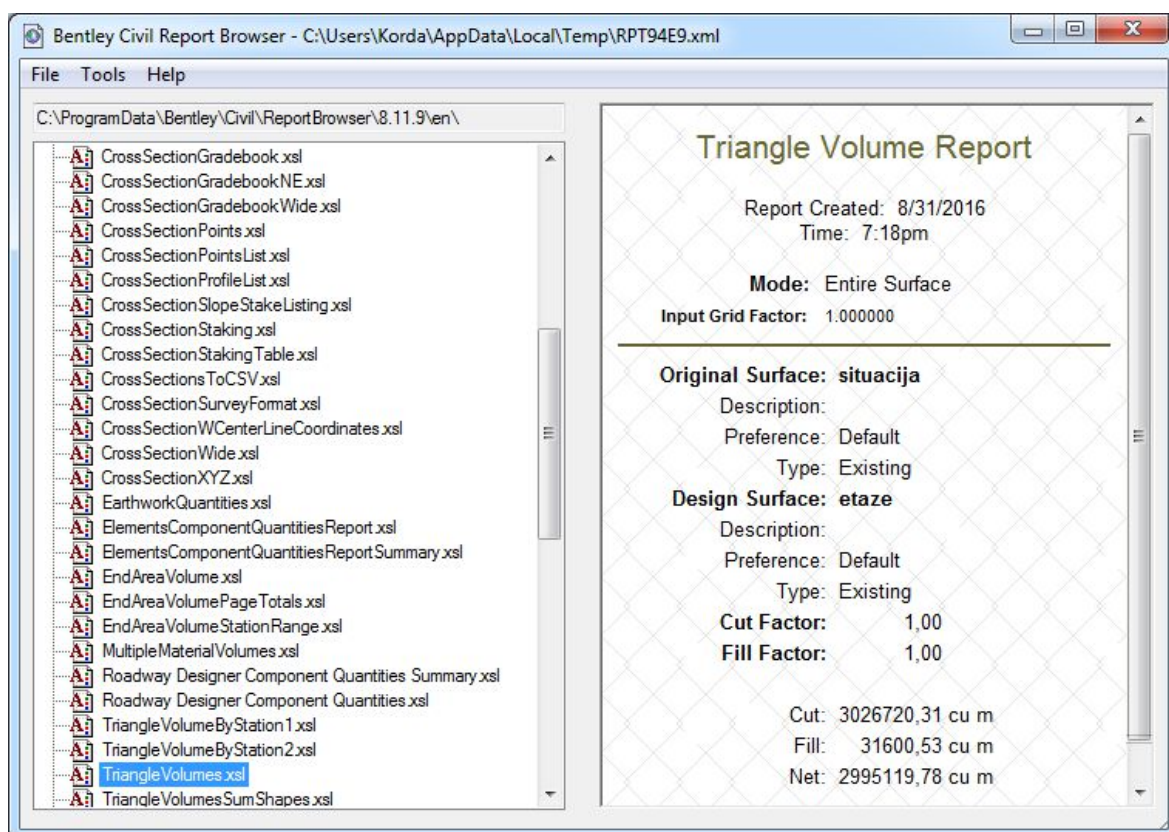 Bentley Civil Report Browser - C:\Users\Korda\AppData\Local\Temp\RPT94E9.xml
File Tools Help
C:\ProgramData\Bentley\Civil\ReportBrowser\8.11.9\en\
CrossSectionGradebook.xsl
CrossSectionGradebookNE.xsl
CrossSectionGradebookWide.xsl
CrossSectionPoints.xsl
CrossSectionPointsList.xsl
CrossSectionProfileList.xsl
CrossSectionSlopeStakeListing.xsl
CrossSectionStaking.xsl
CrossSectionStakingTable.xsl
CrossSectionsToCSV.xsl
CrossSectionSurveyFormat.xsl
CrossSectionWCenterLineCoordinates.xsl
CrossSectionWide.xsl
CrossSectionXYZ.xsl
EarthworkQuantities.xsl
ElementsComponentQuantitiesReport.xsl
ElementsComponentQuantitiesReportSummary.xsl
EndAreaVolume.xsl
EndAreaVolumePageTotals.xsl
EndAreaVolumeStationRange.xsl
MultipleMaterialVolumes.xsl
Roadway Designer Component Quantities Summary.xsl
Roadway Designer Component Quantities.xsl
TriangleVolumeByStation1.xsl
TriangleVolumeByStation2.xsl
TriangleVolumes.xsl
TriangleVolumesSumShapes.xsl
Triangle Volume Report
Report Created: 8/31/2016
Time: 7:18pm
Mode: Entire Surface
Input Grid Factor: 1.000000
Original Surface: situacija
Description:
Preference: Default
Type: Existing
Design Surface: etaze
Description:
Preference: Default
Type: Existing
Cut Factor: 1,00
Fill Factor: 1,00
Cut: 3026720,31 cu m
Fill: 31600,53 cu m
Net: 2995119,78 cu m